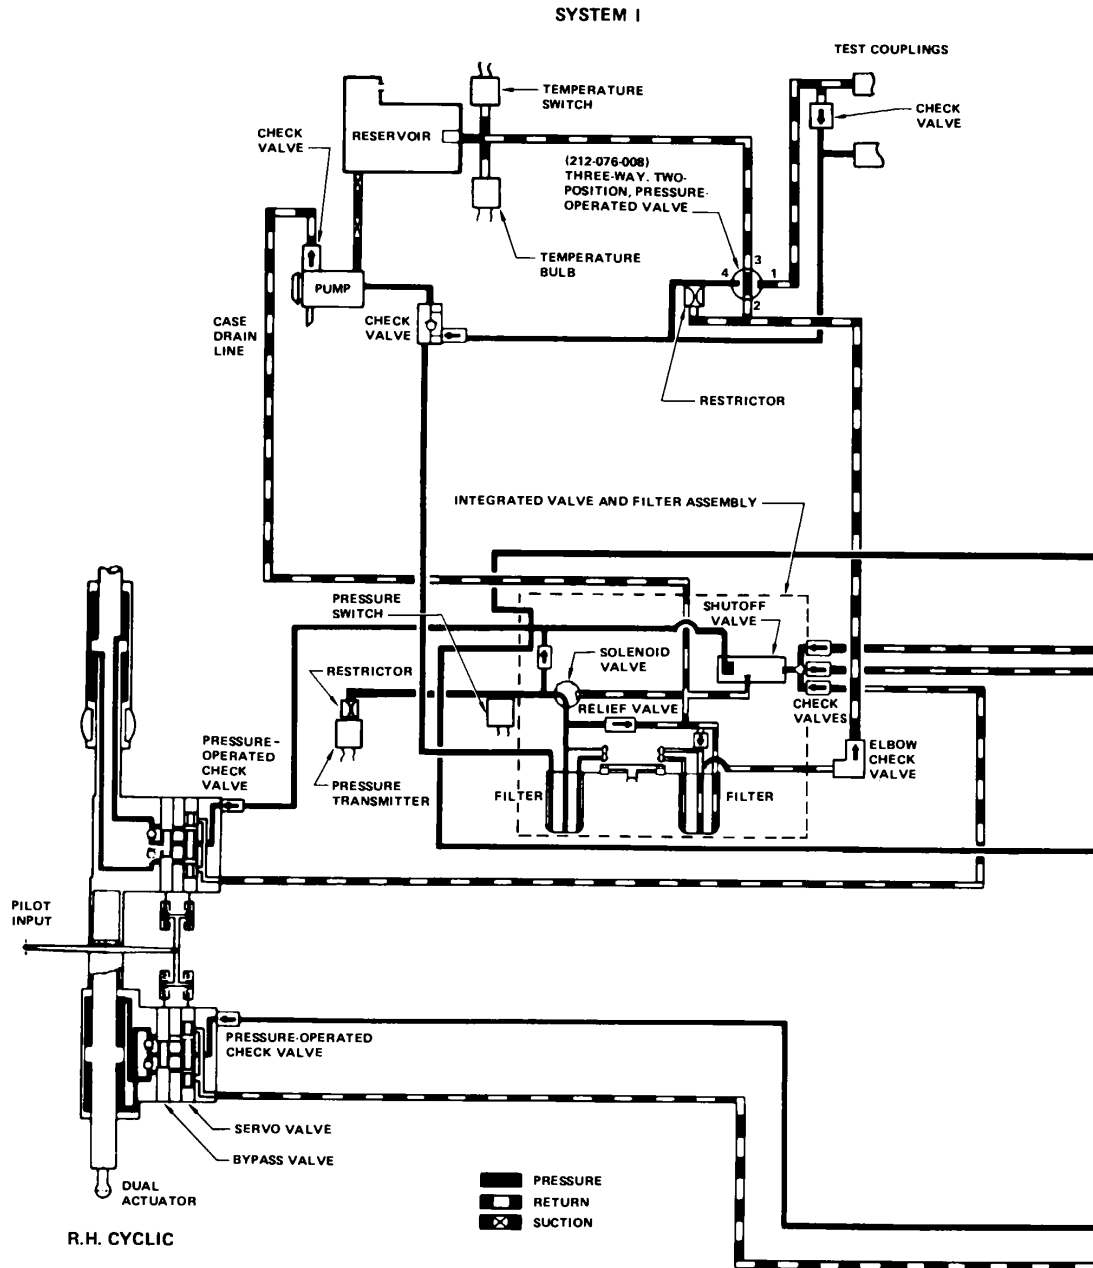 SYSTEM I
TEST COUPLINGS
TEMPERATURE
SWITCH
CHECK
VALVE
CHECK
VALVE
RESERVOIR
(212-076-008)
THREE-WAY, TWO-
POSITION, PRESSURE-
OPERATED VALVE
TEMPERATURE
BULB
3
4
1
2
PUMP
CASE
DRAIN
LINE
CHECK
VALVE
RESTRICTOR
INTEGRATED VALVE AND FILTER ASSEMBLY
PRESSURE
SWITCH
SHUTOFF
VALVE
SOLENOID
VALVE
RESTRICTOR
RELIEF VALVE
CHECK
VALVES
PRESSURE-
OPERATED
CHECK
VALVE
ELBOW
CHECK
VALVE
PRESSURE
TRANSMITTER
FILTER
FILTER
PILOT
INPUT
PRESSURE-OPERATED
CHECK VALVE
SERVO VALVE
BYPASS VALVE
DUAL
ACTUATOR
PRESSURE
RETURN
SUCTION
R.H. CYCLIC